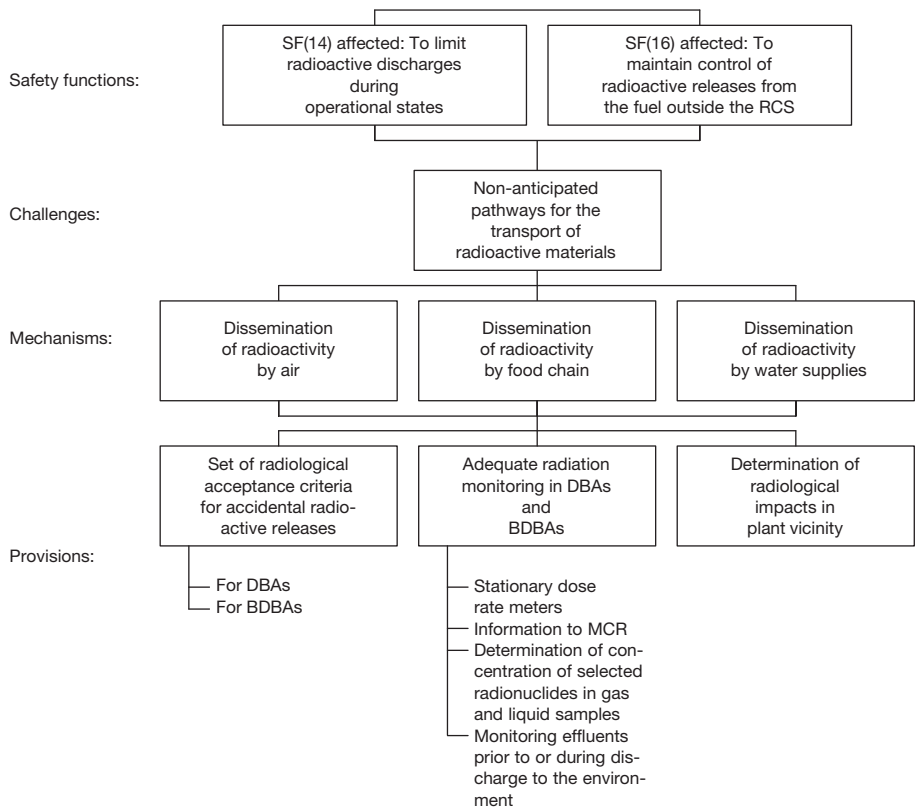 Safety functions:
SF(14) affected: To limit
radioactive discharges
during
operational states
SF(16) affected: To
maintain control of
radioactive releases from
the fuel outside the RCS
Challenges:
Non-anticipated
pathways for the
transport of
radioactive materials
Mechanisms:
Dissemination
of radioactivity
by air
Dissemination
of radioactivity
by food chain
Dissemination
of radioactivity
by water supplies
Provisions:
Set of radiological
acceptance criteria
for accidental radio-
active releases
For DBAs
For BDBAs
Adequate radiation
monitoring in DBAs
and
BDBAs
Stationary dose
rate meters
Information to MCR
Determination of con-
centration of selected
radionuclides in gas
and liquid samples
Monitoring effluents
prior to or during dis-
charge to the environ-
ment
Determination of
radiological
impacts in
plant vicinity